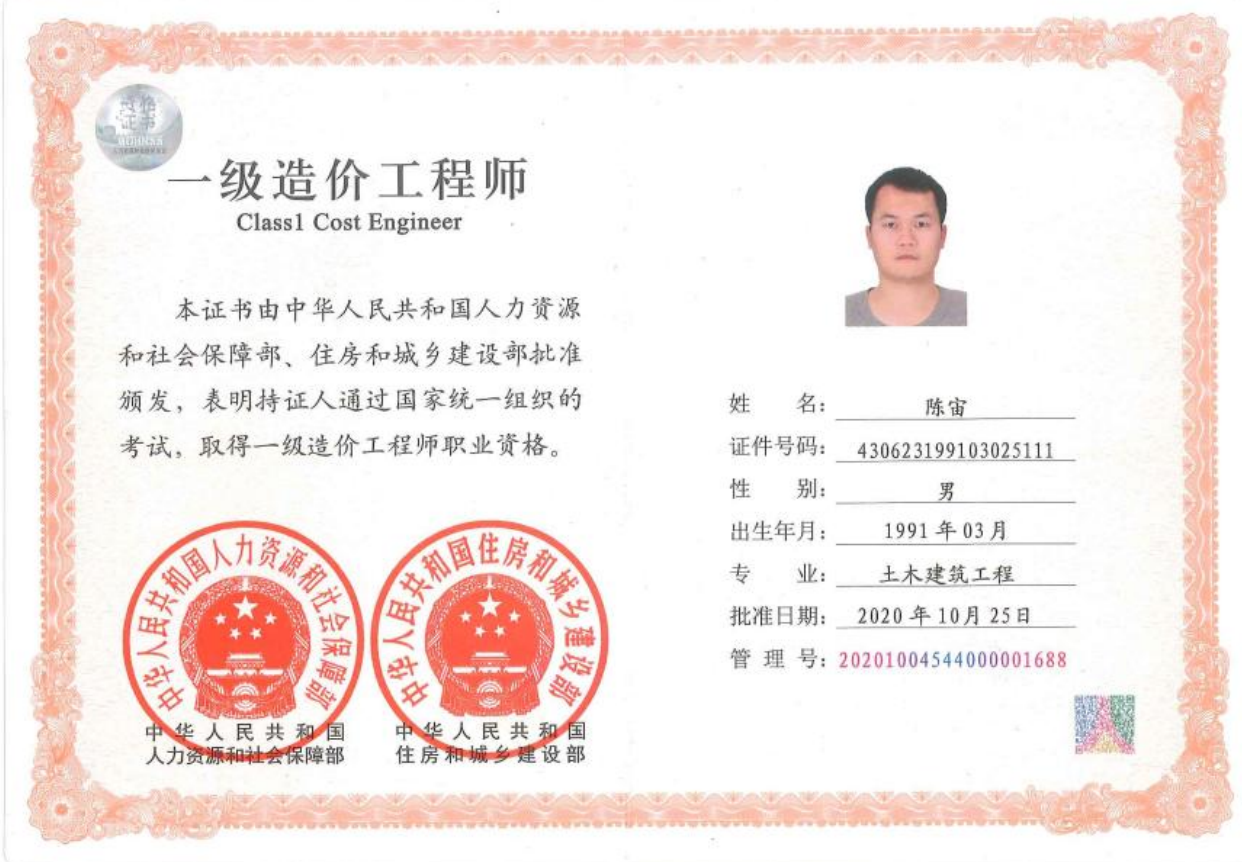 资格
证书
一级造价工程师
Class1 Cost Engineer
本证书由中华人民共和国人力资源
和社会保障部、住房和城乡建设部批准
颁发，表明持证人通过国家统一组织的
考试，取得一级造价工程师职业资格。
中华人民共和国人力资源和社会保障部
中华人民共和国住房和城乡建设部
中华人民共和国
人力资源和社会保障部
中华人民共和国
住房和城乡建设部
姓 名：陈宙
证件号码：430623199103025111
性 别：男
出生年月：1991年03月
专 业：土木建筑工程
批准日期：2020年10月25日
管 理 号：20201004544000001688